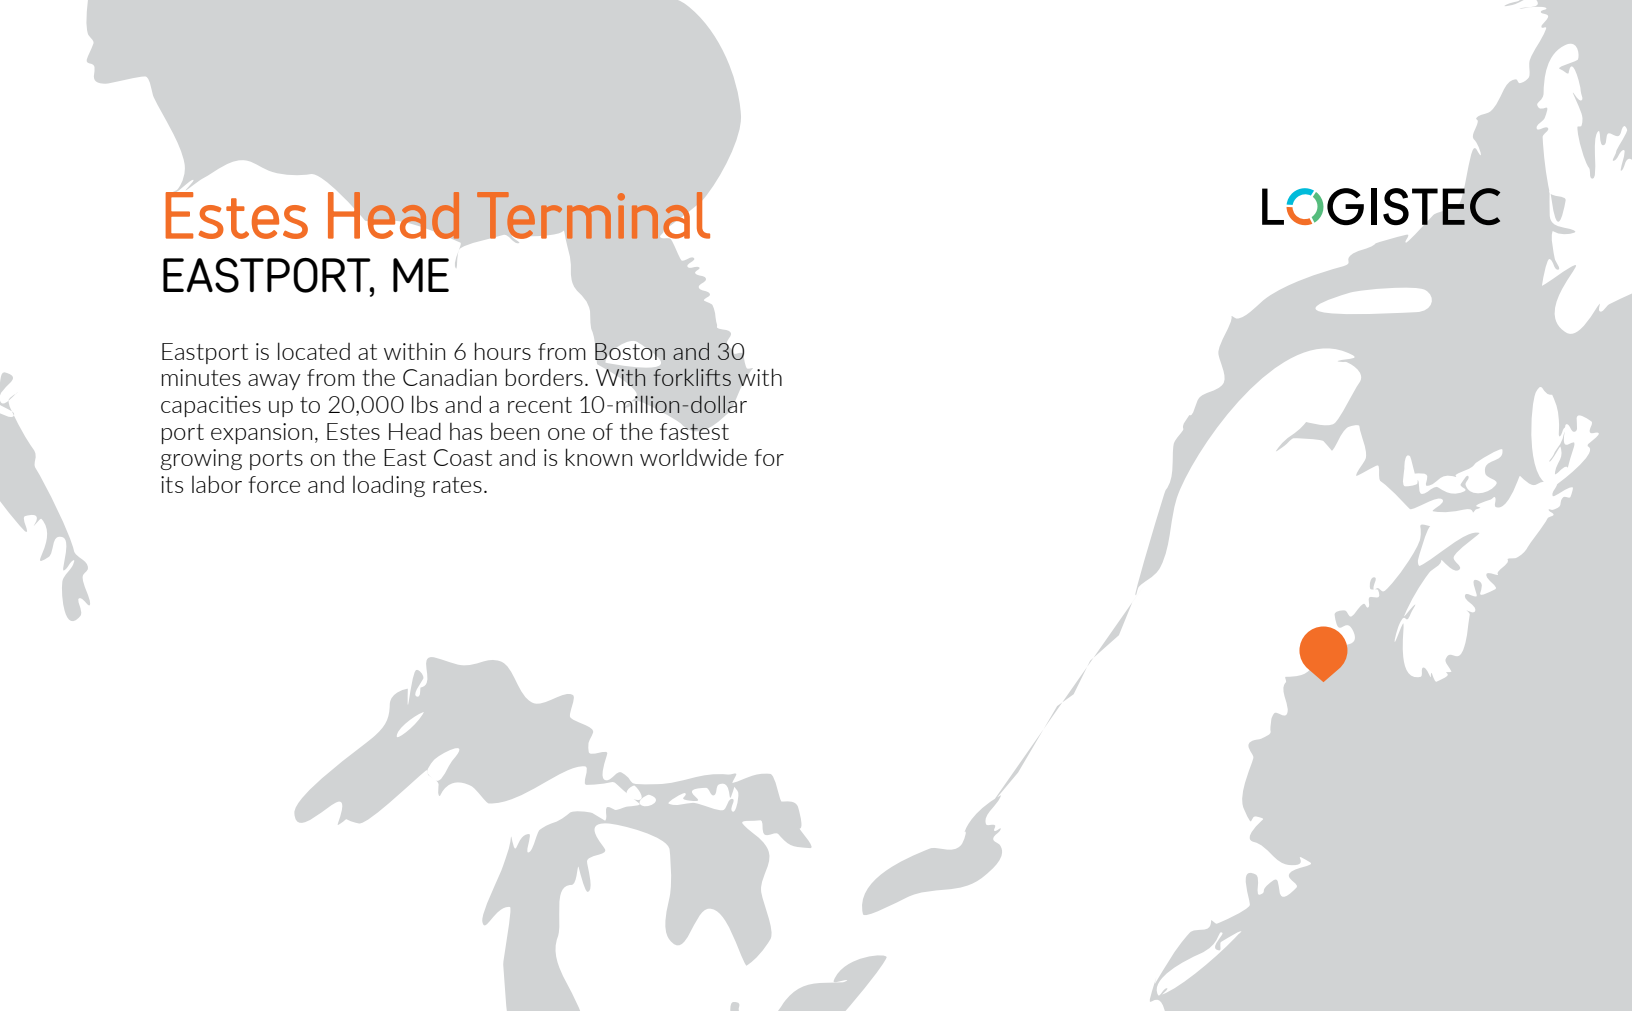 Estes Head Terminal
EASTPORT, ME
LOGISTEC
Eastport is located at within 6 hours from Boston and 30
minutes away from the Canadian borders. With forklifts with
capacities up to 20,000 lbs and a recent 10-million-dollar
port expansion, Estes Head has been one of the fastest
growing ports on the East Coast and is known worldwide for
its labor force and loading rates.